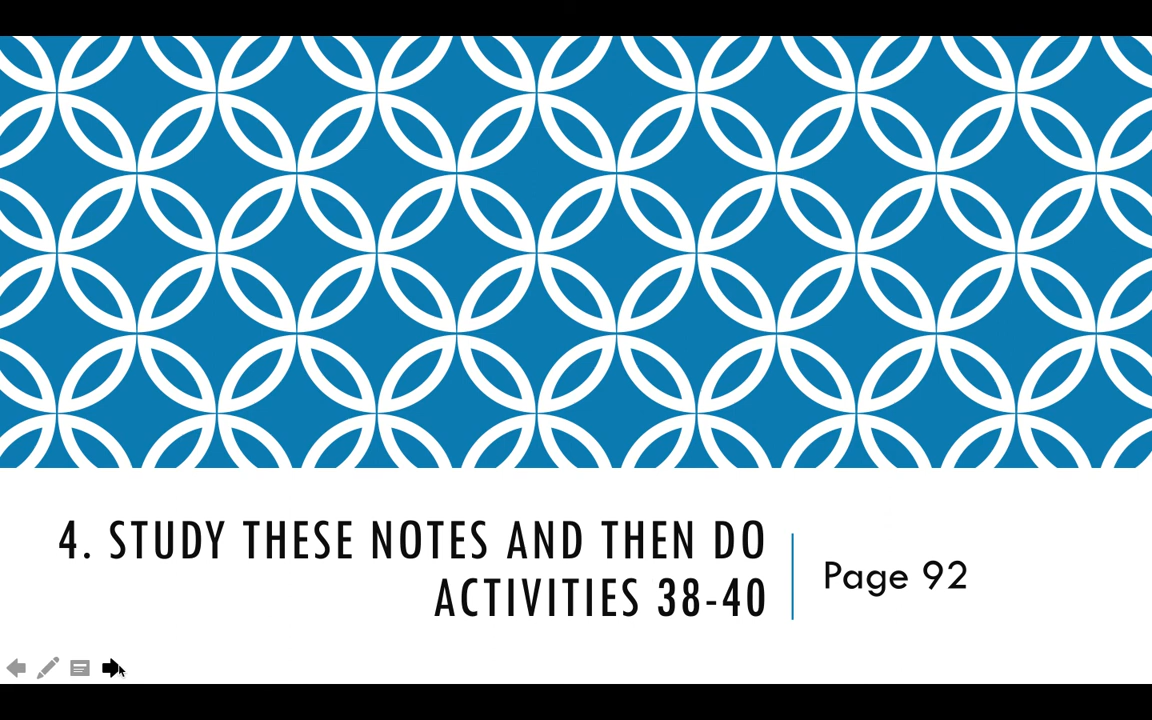 4. STUDY THESE NOTES AND THEN DO
ACTIVITIES 38-40
Page 92